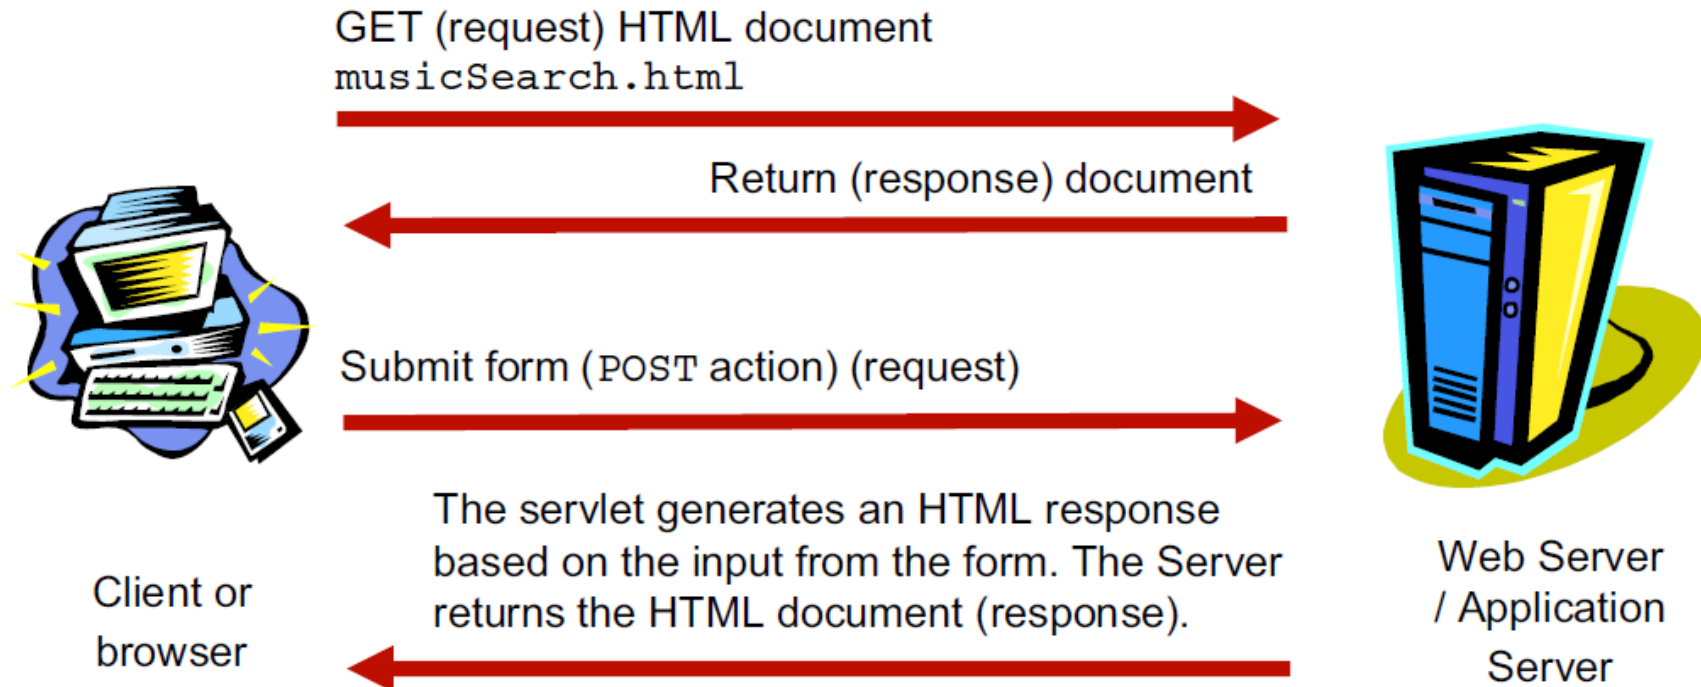 GET (request) HTML document
musicSearch.html
Return (response) document
Submit form (POST action) (request)
The servlet generates an HTML response
based on the input from the form. The Server
returns the HTML document (response).
Client or
browser
Web Server
/ Application
Server